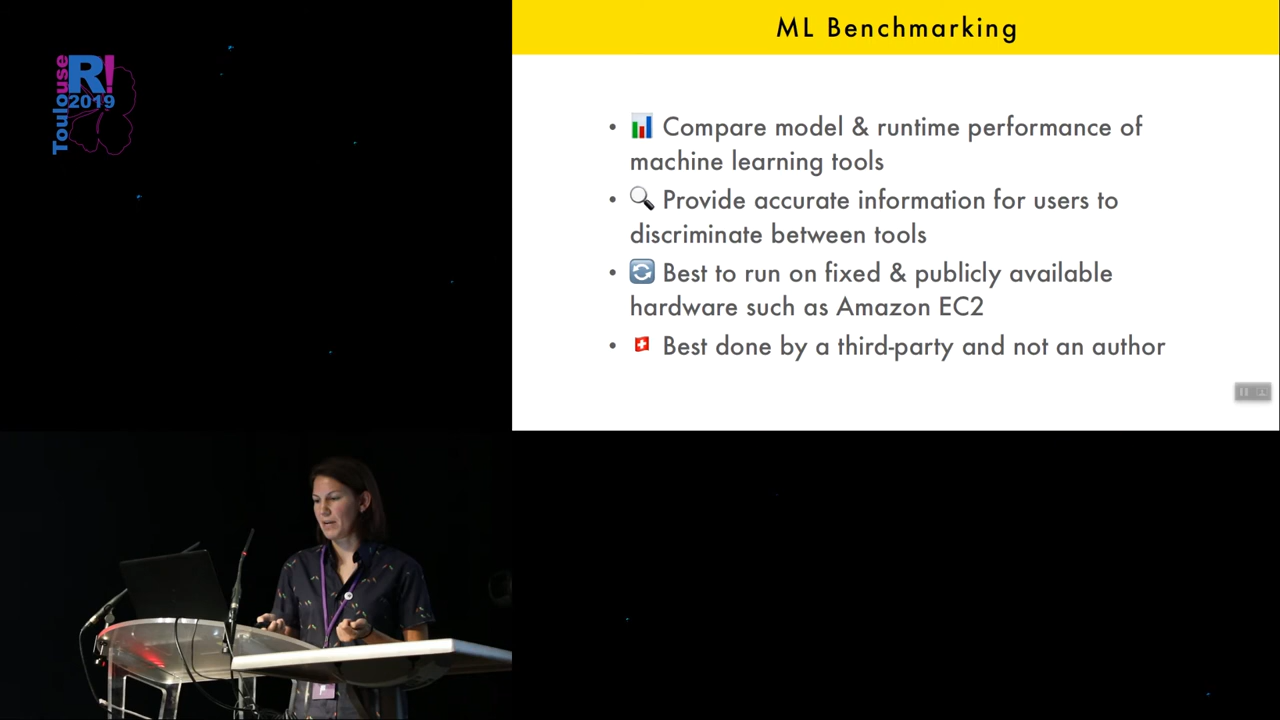 Toulouse
R!
2019
ML Benchmarking
• Compare model & runtime performance of
machine learning tools
• Provide accurate information for users to
discriminate between tools
• Best to run on fixed & publicly available
hardware such as Amazon EC2
• Best done by a third-party and not an author